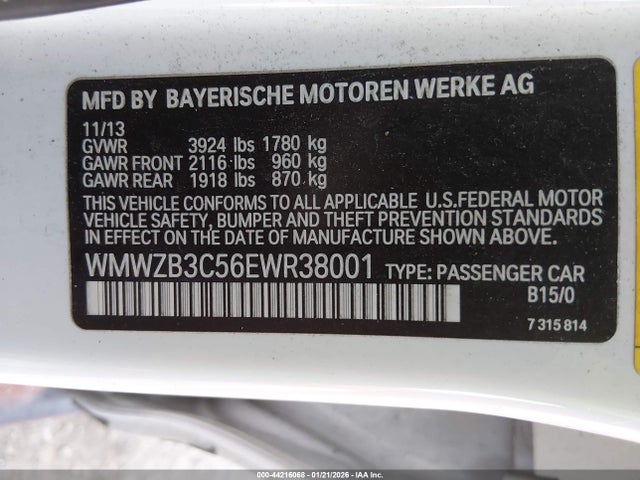 MFD BY BAYERISCHE MOTOREN WERKE AG
11/13
GVWR 3924 lbs 1780 kg
GAWR FRONT 2116 lbs 960 kg
GAWR REAR 1918 lbs 870 kg
THIS VEHICLE CONFORMS TO ALL APPLICABLE U.S.FEDERAL MOTOR
VEHICLE SAFETY, BUMPER AND THEFT PREVENTION STANDARDS
IN EFFECT ON THE DATE OF MANUFACTURE SHOWN ABOVE.
WMWZB3C56EWR38001 TYPE: PASSENGER CAR
B15/0
7 315 814
000-44216068 - 01/21/2026 - IAAI.COM